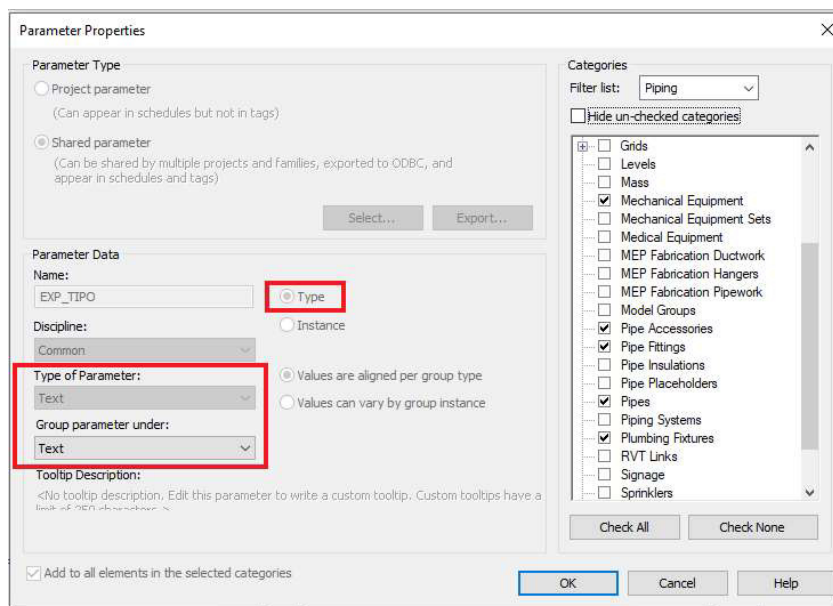 Parameter Properties
Parameter Type
Project parameter
(Can appear in schedules but not in tags)
Shared parameter
(Can be shared by multiple projects and families, exported to ODBC, and
appear in schedules and tags)
Select...
Export...
Parameter Data
Name:
EXP_TIPO
Type
Discipline:
Instance
Common
Type of Parameter:
Values are aligned per group type
Text
Values can vary by group instance
Group parameter under:
Text
Tooltip Description:
<No tooltip description. Edit this parameter to write a custom tooltip. Custom tooltips have a
limit of 250 characters.>
Add to all elements in the selected categories
Categories
Filter list:
Piping
Hide un-checked categories
Grids
Levels
Mass
Mechanical Equipment
Mechanical Equipment Sets
Medical Equipment
MEP Fabrication Ductwork
MEP Fabrication Hangers
MEP Fabrication Pipework
Model Groups
Pipe Accessories
Pipe Fittings
Pipe Insulations
Pipe Placeholders
Pipes
Piping Systems
Plumbing Fixtures
RVT Links
Signage
Sprinklers
Check All
Check None
OK
Cancel
Help